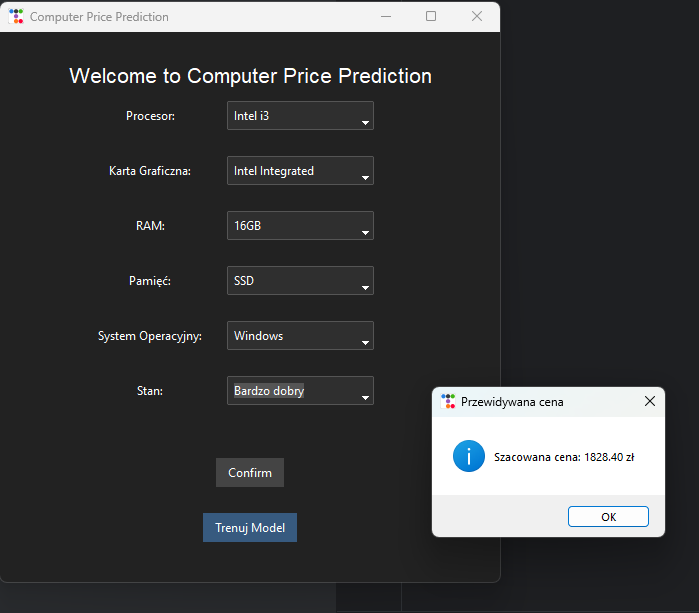 Computer Price Prediction
Welcome to Computer Price Prediction
Procesor:
Intel i3
Karta Graficzna:
Intel Integrated
RAM:
16GB
Pamięć:
SSD
System Operacyjny:
Windows
Stan:
Bardzo dobry
Confirm
Trenuj Model
Przewidywana cena
Szacowana cena: 1828.40 zł
OK